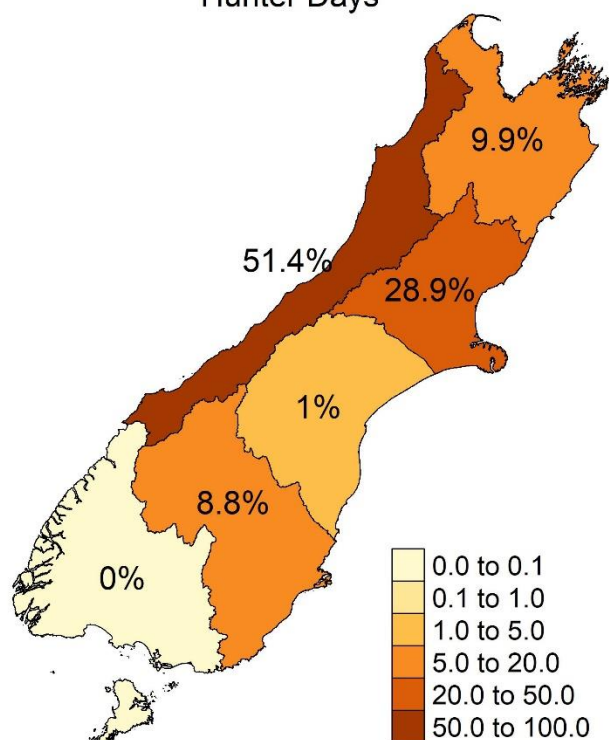 Hunter Days
9.9%
51.4%
28.9%
1%
8.8%
0%
0.0 to 0.1
0.1 to 1.0
1.0 to 5.0
5.0 to 20.0
20.0 to 50.0
50.0 to 100.0